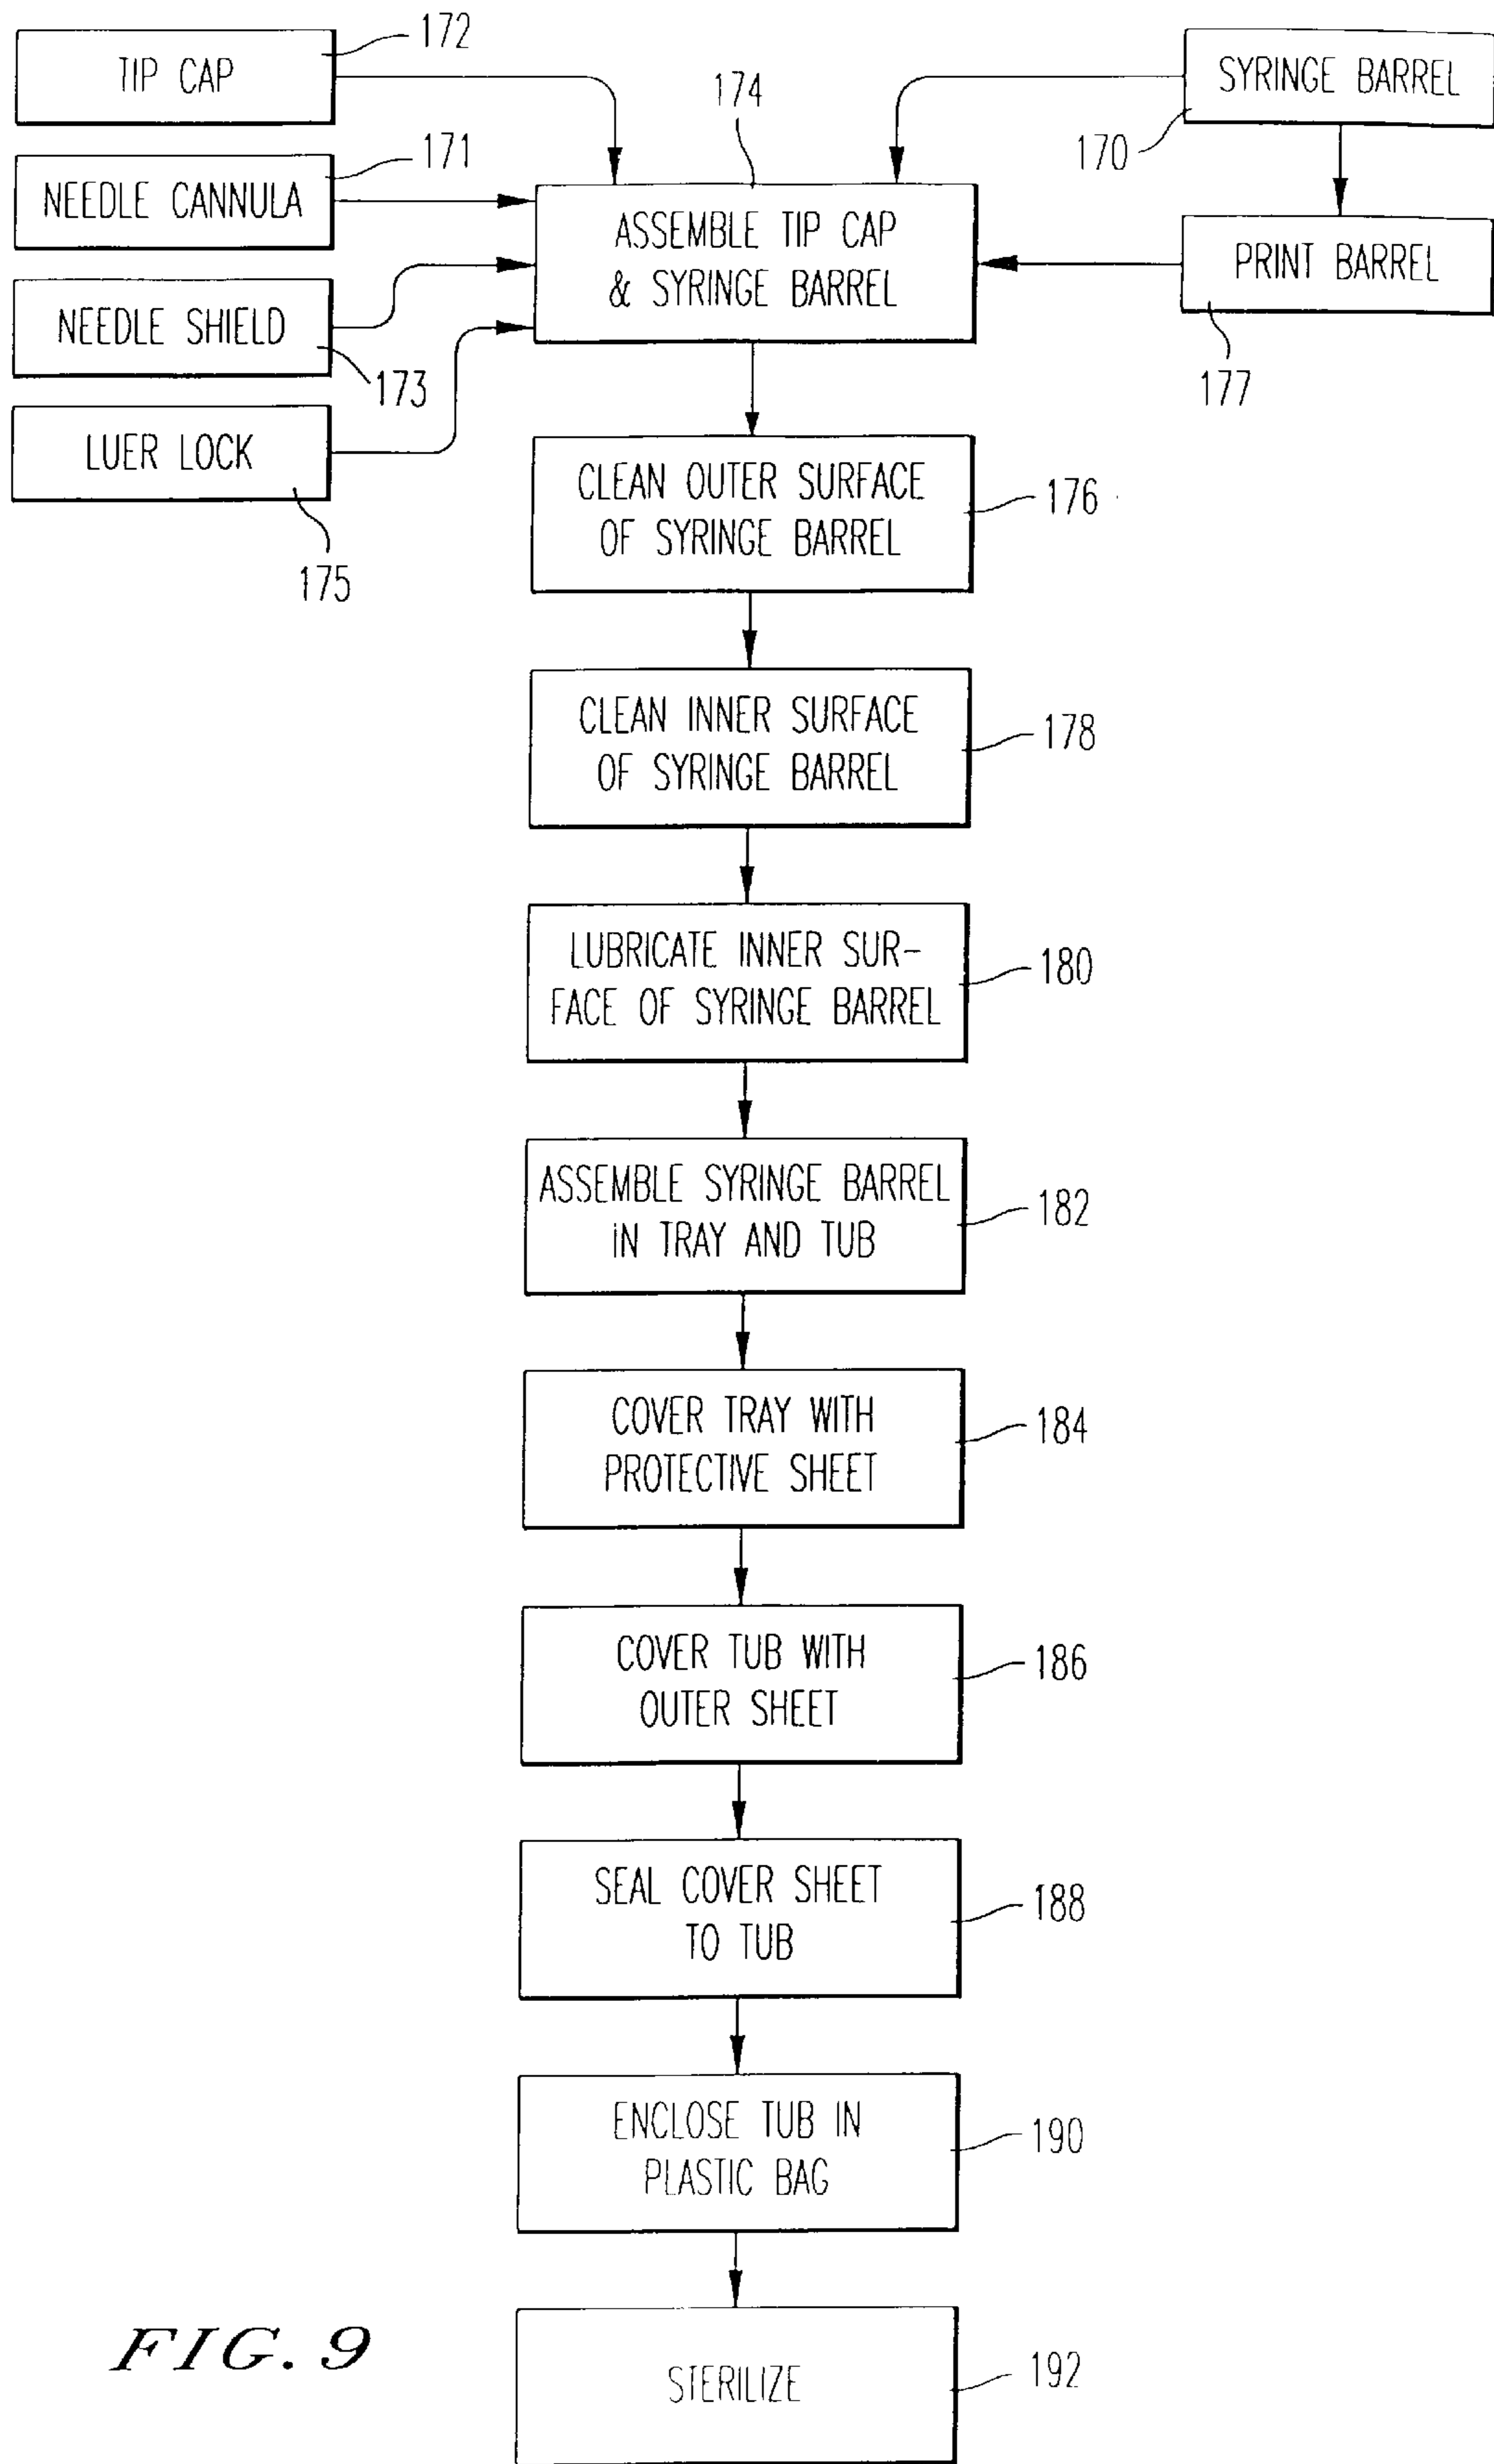 172
TIP CAP
174
SYRINGE BARREL
170
171
NEEDLE CANNULA
ASSEMBLE TIP CAP
& SYRINGE BARREL
PRINT BARREL
177
NEEDLE SHIELD
173
LUER LOCK
175
CLEAN OUTER SURFACE
OF SYRINGE BARREL
176
CLEAN INNER SURFACE
OF SYRINGE BARREL
178
LUBRICATE INNER SUR-
FACE OF SYRINGE BARREL
180
ASSEMBLE SYRINGE BARREL
IN TRAY AND TUB
182
COVER TRAY WITH
PROTECTIVE SHEET
184
COVER TUB WITH
OUTER SHEET
186
SEAL COVER SHEET
TO TUB
188
ENCLOSE TUB IN
PLASTIC BAG
190
STERILIZE
192
FIG. 9